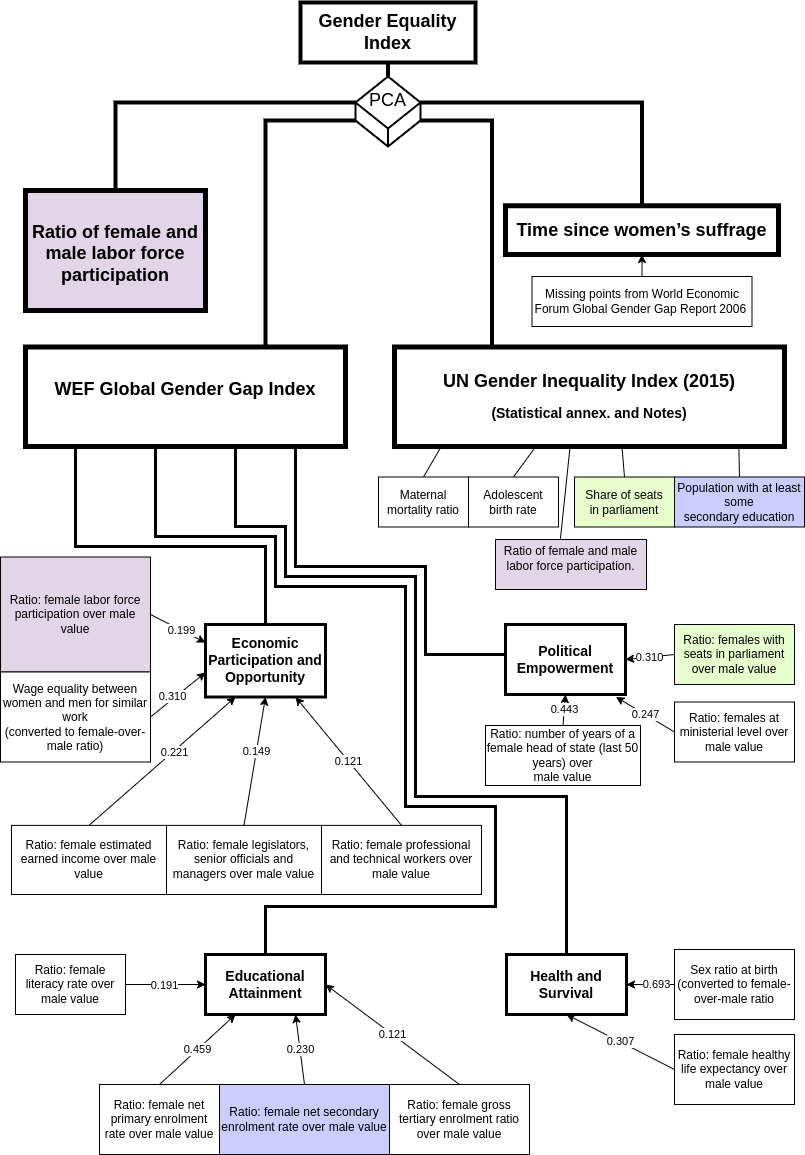 Gender Equality
Index
PCA
Ratio of female and
male labor force
participation
Time since women's suffrage
Missing points from World Economic
Forum Global Gender Gap Report 2006
WEF Global Gender Gap Index
UN Gender Inequality Index (2015)
(Statistical annex. and Notes)
Maternal
mortality ratio
Adolescent
birth rate
Share of seats
in parliament
Population with at least
some
secondary education
Ratio of female and male
labor force participation.
Ratio: female labor force
participation over male
value
0.199
Wage equality between
women and men for similar
work
(converted to female-over-
male ratio)
0.310
Economic
Participation and
Opportunity
0.221
0.149
0.121
Ratio: female estimated
earned income over male
value
Ratio: female legislators,
senior officials and
managers over male value
Ratio: female professional
and technical workers over
male value
Political
Empowerment
0.310
Ratio: females with
seats in parliament
over male value
0.443
0.247
Ratio: number of years of a
female head of state (last 50
years) over
male value
Ratio: females at
ministerial level over
male value
Ratio: female
literacy rate over
male value
0.191
Educational
Attainment
0.459
0.230
0.121
Ratio: female net
primary enrolment
rate over male value
Ratio: female net secondary
enrolment rate over male value
Ratio: female gross
tertiary enrolment ratio
over male value
Health and
Survival
0.693
Sex ratio at birth
(converted to female-
over-male ratio
0.307
Ratio: female healthy
life expectancy over
male value